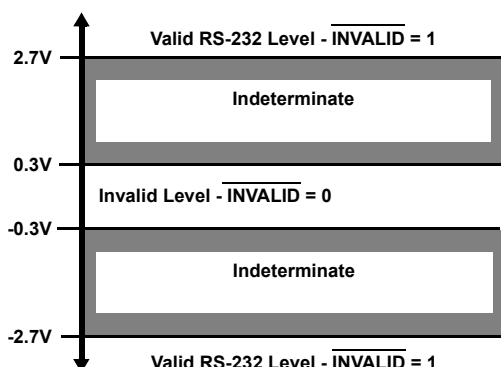 Valid RS-232 Level - INVALID = 1
2.7V
Indeterminate
0.3V
Invalid Level - INVALID = 0
-0.3V
Indeterminate
-2.7V
Valid RS-232 Level - INVALID = 1